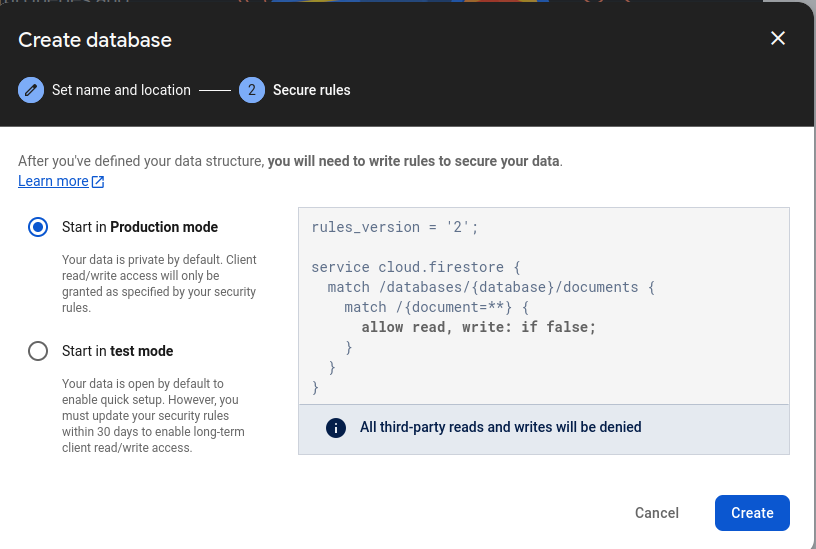 Create database
Set name and location
2
Secure rules
After you've defined your data structure, you will need to write rules to secure your data.
Learn more
Start in Production mode
Your data is private by default. Client
read/write access will only be
granted as specified by your security
rules.
Start in test mode
Your data is open by default to
enable quick setup. However, you
must update your security rules
within 30 days to enable long-term
client read/write access.
rules_version = '2';
service cloud.firestore {
match /databases/{database}/documents {
match /{document=**} {
allow read, write: if false;
}
}
}
All third-party reads and writes will be denied
Cancel
Create